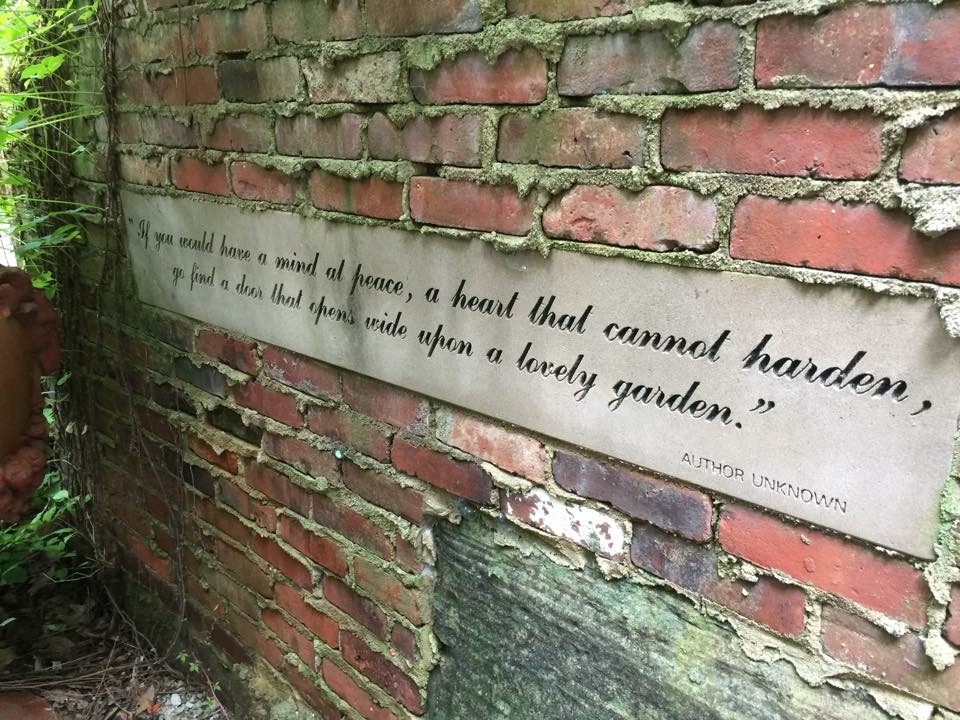 "If you would have a mind at peace, a heart that cannot harden,
go find a door that opens wide upon a lovely garden."
AUTHOR UNKNOWN